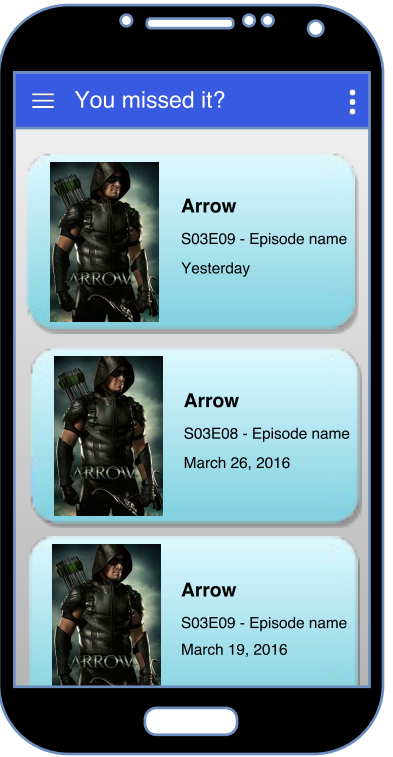 You missed it?
ARROW
Arrow
S03E09 - Episode name
Yesterday
ARROW
Arrow
S03E08 - Episode name
March 26, 2016
ARROW
Arrow
S03E09 - Episode name
March 19, 2016